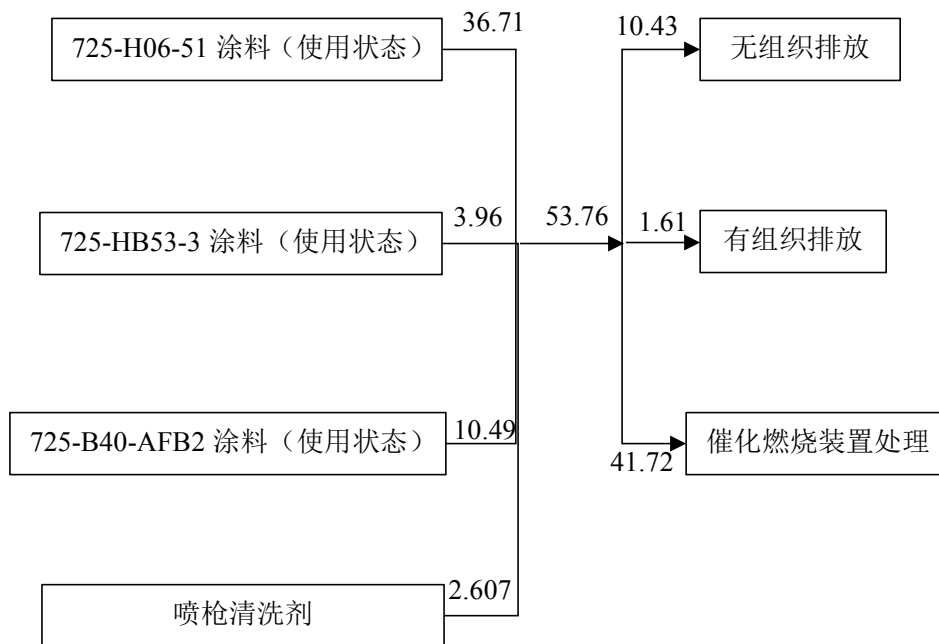 36.71
10.43
725-H06-51 涂料（使用状态）
无组织排放
3.96
53.76
1.61
725-HB53-3 涂料（使用状态）
有组织排放
725-B40-AFB2 涂料（使用状态）
10.49
41.72
催化燃烧装置处理
2.607
喷枪清洗剂